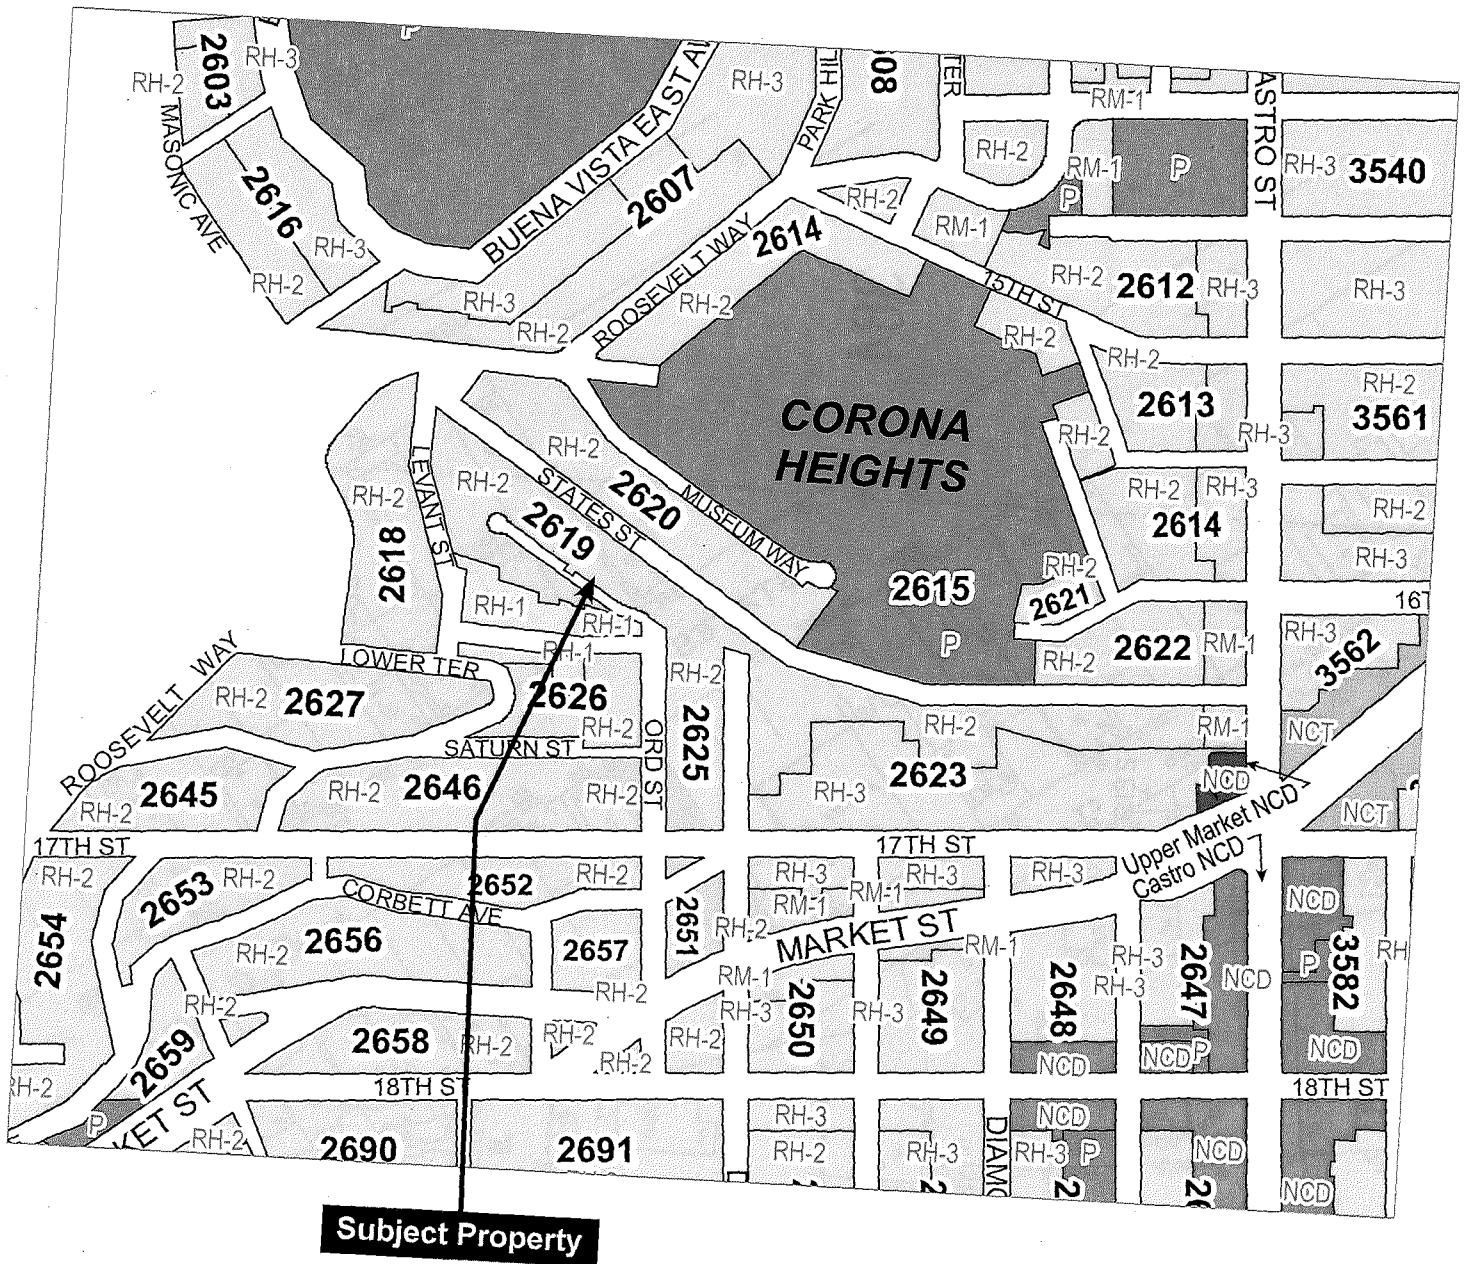 P
RH-3
2603
RH-2
MASONIC AVE
2616
RH-3
RH-2
BUENA VISTA EAST
RH-3
2607
PARK
08
TER
RM-1
ASTRO ST
RH-2
RM-1
P
P
RH-3
3540
RH-2
RM-1
ROOSEVELT WAY
2614
RH-2
15TH ST
RH-2
2612
RH-3
RH-3
RH-3
RH-2
RH-2
RH-2
2613
RH-3
RH-2
3561
CORONA
HEIGHTS
RH-2
LEVANT ST
RH-2
2618
RH-2
STATES ST
2619
RH-2
2620
MUSEUM WAY
2615
P
RH-2
2621
RH-2
RH-3
2614
RH-2
RH-3
16T
RH-1
RH-1
RH-1
RH-2
2622
RM-1
RH-3
3562
LOWER TER
ROOSEVELT WAY
RH-2
2627
2626
RH-2
RH-2
2625
ORD ST
SATURN ST
RH-2
RM-1
NCT
2623
RH-3
NCD
NCT
2645
RH-2
RH-2
2646
RH-2
Upper Market NCD
Castro NCD
17TH ST
17TH ST
RH-2
2653
RH-2
2652
RH-2
CORBETT AVE
2651
RH-3
RM-1
RM-1
RH-3
RH-3
NCD
2654
RH-2
2656
2657
RH-2
RH-2
MARKET ST
RM-1
RM-1
RH-3
2650
RH-3
2649
2648
RH-3
RH-3
2647
NCD
P
3582
RH
RH-2
2659
2658
RH-2
RH-2
RH-2
RH-2
NCD
NCD
P
NCD
RH-2
18TH ST
18TH ST
P
KET ST
RH-2
2690
2691
RH-3
RH-2
RH-3
DIAMO
NCD
RH-3
P
NCD
NCD
2
2
Subject Property